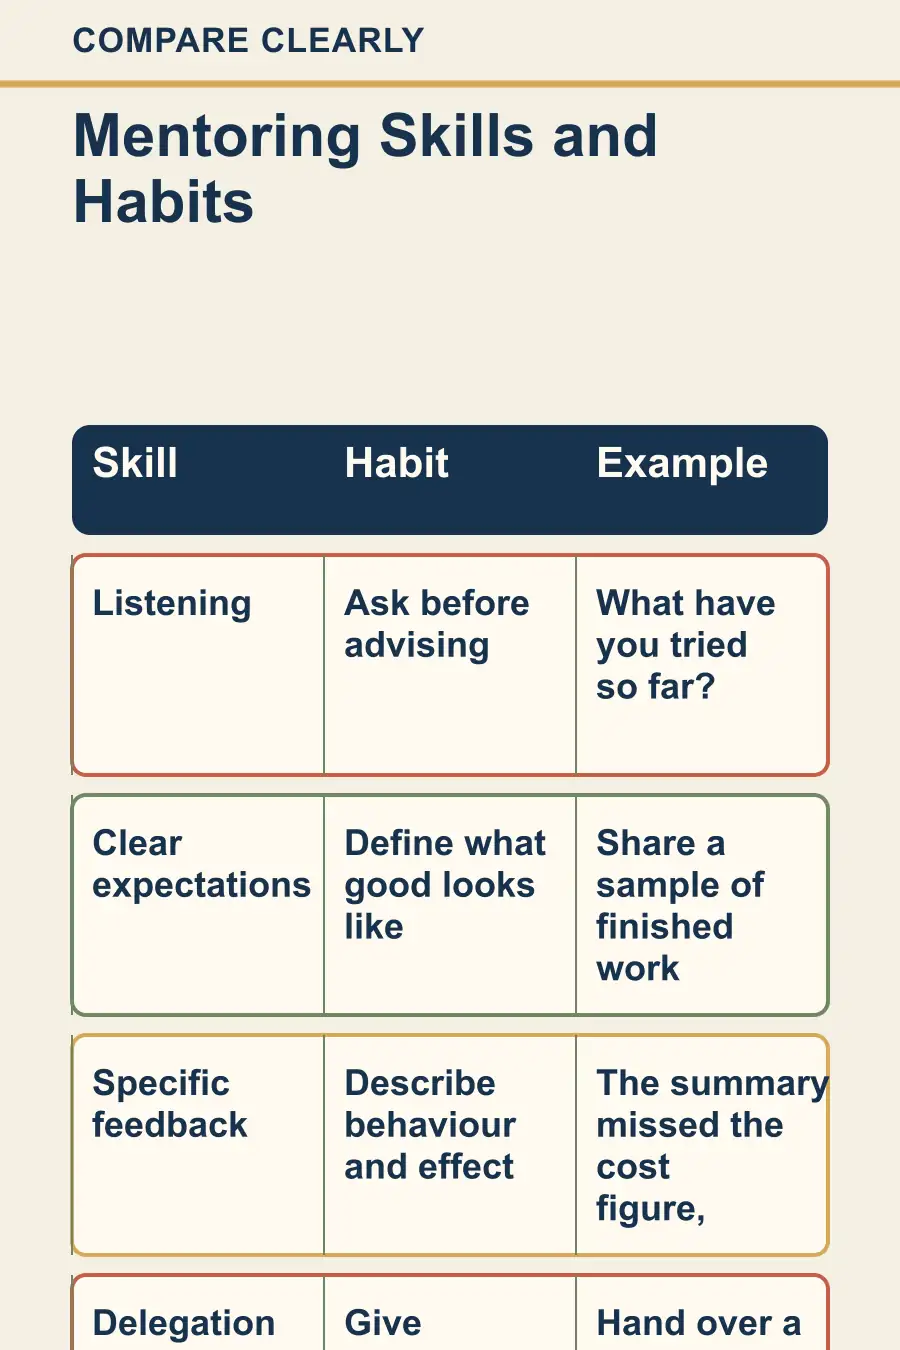 COMPARE CLEARLY
Mentoring Skills and
Habits
Skill Habit Example
Listening
Ask before
advising
What have
you tried
so far?
Clear
expectations
Define what
good looks
like
Share a
sample of
finished
work
Specific
feedback
Describe
behaviour
and effect
The summary
missed the
cost
figure,
Delegation
Give
Hand over a